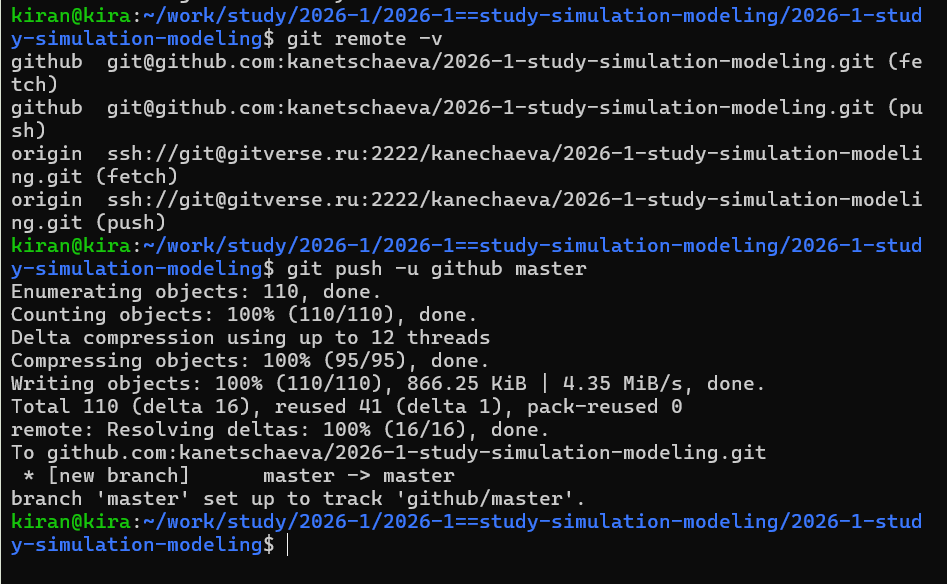 kiran@kira:~/work/study/2026-1/2026-1==study-simulation-modeling/2026-1-stud
y-simulation-modeling$ git remote -v
github  git@github.com:kanetschaeva/2026-1-study-simulation-modeling.git (fe
tch)
github  git@github.com:kanetschaeva/2026-1-study-simulation-modeling.git (pu
sh)
origin  ssh://git@gitverse.ru:2222/kanechaeva/2026-1-study-simulation-modeli
ng.git (fetch)
origin  ssh://git@gitverse.ru:2222/kanechaeva/2026-1-study-simulation-modeli
ng.git (push)
kiran@kira:~/work/study/2026-1/2026-1==study-simulation-modeling/2026-1-stud
y-simulation-modeling$ git push -u github master
Enumerating objects: 110, done.
Counting objects: 100% (110/110), done.
Delta compression using up to 12 threads
Compressing objects: 100% (95/95), done.
Writing objects: 100% (110/110), 866.25 KiB | 4.35 MiB/s, done.
Total 110 (delta 16), reused 41 (delta 1), pack-reused 0
remote: Resolving deltas: 100% (16/16), done.
To github.com:kanetschaeva/2026-1-study-simulation-modeling.git
 * [new branch]      master -> master
branch 'master' set up to track 'github/master'.
kiran@kira:~/work/study/2026-1/2026-1==study-simulation-modeling/2026-1-stud
y-simulation-modeling$